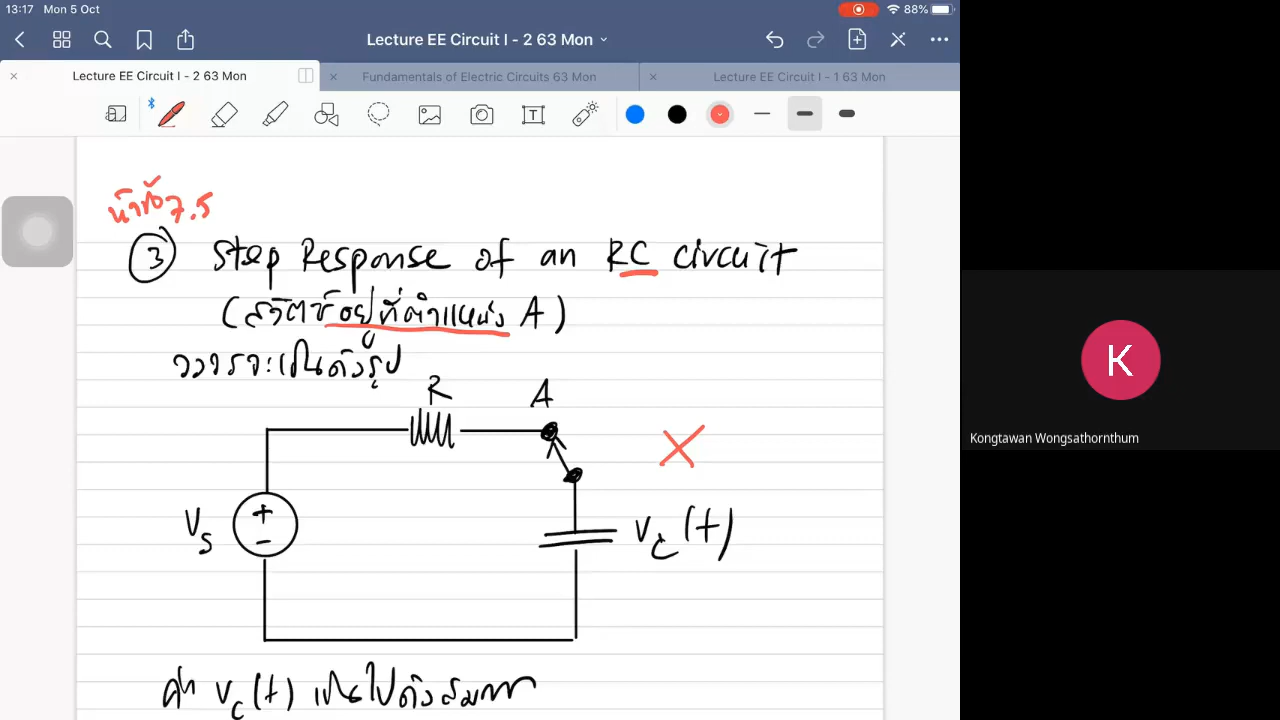 13:17 Mon 5 Oct
88%
Lecture EE Circuit I - 2 63 Mon
Lecture EE Circuit I - 2 63 Mon
Fundamentals of Electric Circuits 63 Mon
Lecture EE Circuit I - 1 63 Mon
T
หัวข้อ 7.5
③ Step Response of an RC circuit
(สวิตช์อยู่ที่ตำแหน่ง A)
วงจรจะเป็นดังรูป
R
A
K
Kongtawan Wongsathornthum
Vs
+
-
Vc(t)
ค่า Vc(t) เป็นไปดังสมการ